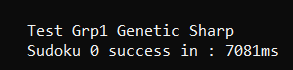 Test Grp1 Genetic Sharp
Sudoku 0 success in : 7081ms